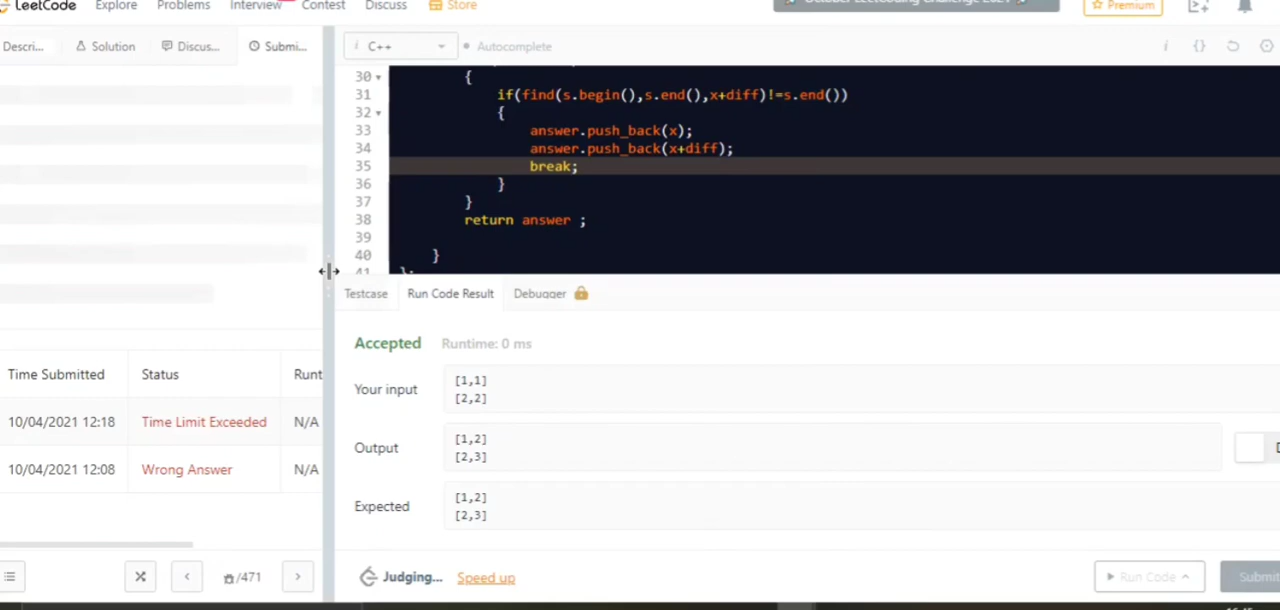 LeetCode Explore Problems Interview Contest Discuss Store Premium
Descri... Solution Discus... Submi... i C++ Autocomplete i {}
30 {
31 if(find(s.begin(),s.end(),x+diff)!=s.end())
32 {
33 answer.push_back(x);
34 answer.push_back(x+diff);
35 break;
36 }
37 }
38 return answer ;
39
40 }
41 };
Testcase Run Code Result Debugger
Accepted Runtime: 0 ms
Your input [1,1]
[2,2]
Output [1,2]
[2,3]
Expected [1,2]
[2,3]
Time Submitted Status Runt
10/04/2021 12:18 Time Limit Exceeded N/A
10/04/2021 12:08 Wrong Answer N/A
/471 Judging... Speed up Run Code Submit